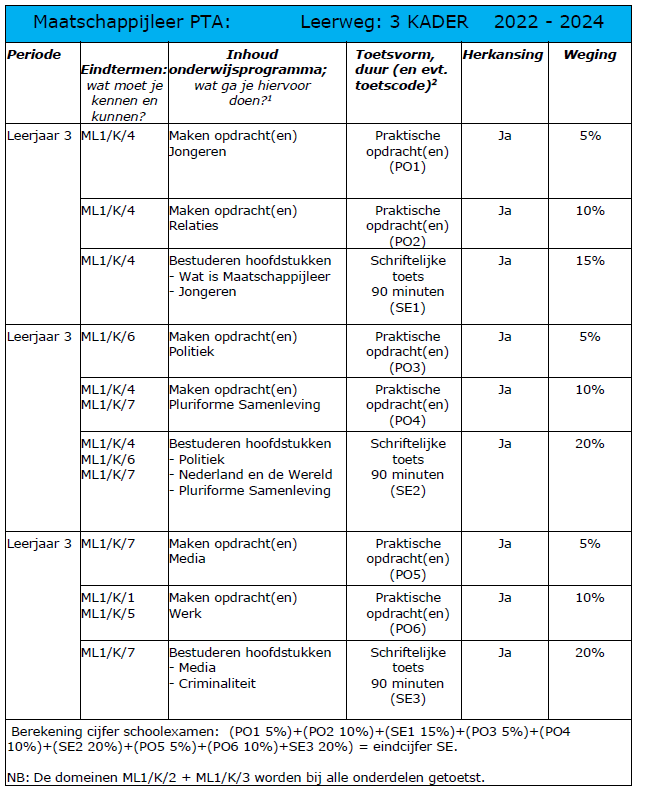 Maatschappijleer PTA: Leerweg: 3 KADER 2022 - 2024
Periode
Eindtermen:
wat moet je
kennen en
kunnen?
Inhoud
onderwijsprogramma;
wat ga je hiervoor
doen?¹
Toetsvorm,
duur (en evt.
toetscode)²
Herkansing
Weging
Leerjaar 3
ML1/K/4
Maken opdracht(en)
Jongeren
Praktische
opdracht(en)
(PO1)
Ja
5%
ML1/K/4
Maken opdracht(en)
Relaties
Praktische
opdracht(en)
(PO2)
Ja
10%
ML1/K/4
Bestuderen hoofdstukken
- Wat is Maatschappijleer
- Jongeren
Schriftelijke
toets
90 minuten
(SE1)
Ja
15%
Leerjaar 3
ML1/K/6
Maken opdracht(en)
Politiek
Praktische
opdracht(en)
(PO3)
Ja
5%
ML1/K/4
ML1/K/7
Maken opdracht(en)
Pluriforme Samenleving
Praktische
opdracht(en)
(PO4)
Ja
10%
ML1/K/4
ML1/K/6
ML1/K/7
Bestuderen hoofdstukken
- Politiek
- Nederland en de Wereld
- Pluriforme Samenleving
Schriftelijke
toets
90 minuten
(SE2)
Ja
20%
Leerjaar 3
ML1/K/7
Maken opdracht(en)
Media
Praktische
opdracht(en)
(PO5)
Ja
5%
ML1/K/1
ML1/K/5
Maken opdracht(en)
Werk
Praktische
opdracht(en)
(PO6)
Ja
10%
ML1/K/7
Bestuderen hoofdstukken
- Media
- Criminaliteit
Schriftelijke
toets
90 minuten
(SE3)
Ja
20%
Berekening cijfer schoolexamen: (PO1 5%)+(PO2 10%)+(SE1 15%)+(PO3 5%)+(PO4
10%)+(SE2 20%)+(PO5 5%)+(PO6 10%)+SE3 20%) = eindcijfer SE.
NB: De domeinen ML1/K/2 + ML1/K/3 worden bij alle onderdelen getoetst.